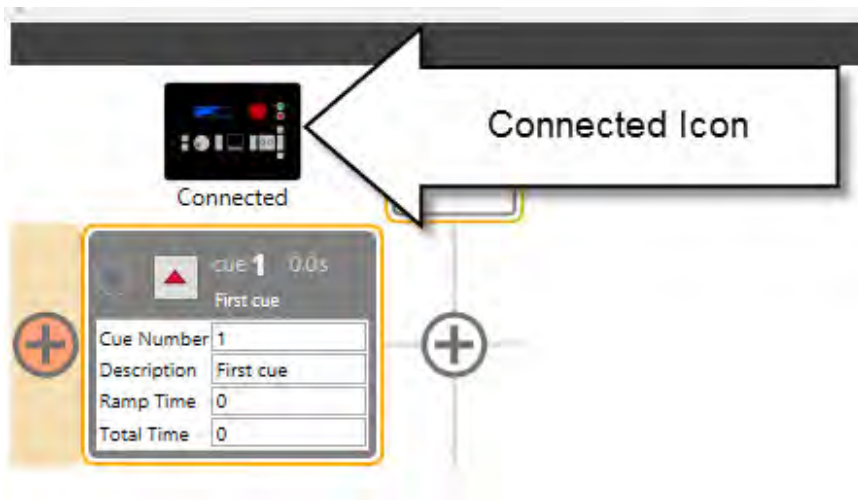 Connected Icon
Connected
cue 1 0.0s
First cue
Cue Number 1
Description First cue
Ramp Time 0
Total Time 0